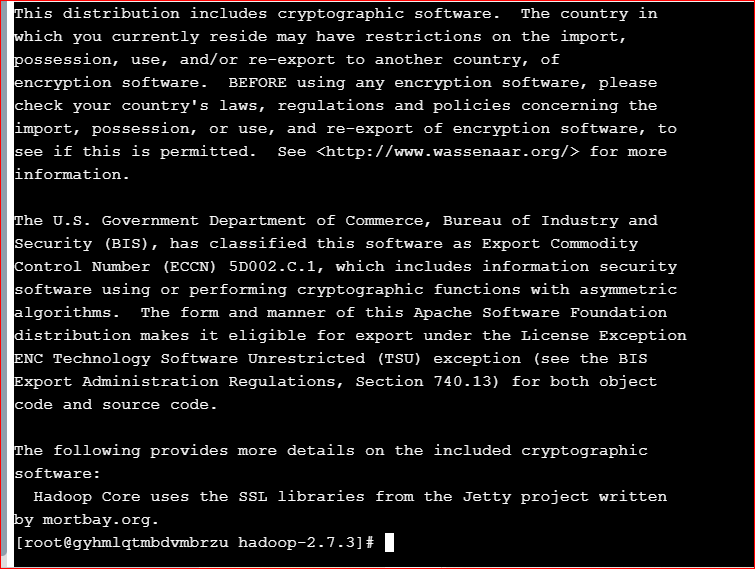 This distribution includes cryptographic software.  The country in
which you currently reside may have restrictions on the import,
possession, use, and/or re-export to another country, of
encryption software.  BEFORE using any encryption software, please
check your country's laws, regulations and policies concerning the
import, possession, or use, and re-export of encryption software, to
see if this is permitted.  See <http://www.wassenaar.org/> for more
information.

The U.S. Government Department of Commerce, Bureau of Industry and
Security (BIS), has classified this software as Export Commodity
Control Number (ECCN) 5D002.C.1, which includes information security
software using or performing cryptographic functions with asymmetric
algorithms.  The form and manner of this Apache Software Foundation
distribution makes it eligible for export under the License Exception
ENC Technology Software Unrestricted (TSU) exception (see the BIS
Export Administration Regulations, Section 740.13) for both object
code and source code.

The following provides more details on the included cryptographic
software:
  Hadoop Core uses the SSL libraries from the Jetty project written
by mortbay.org.
[root@gyhmlqtmbdvmbrzu hadoop-2.7.3]#